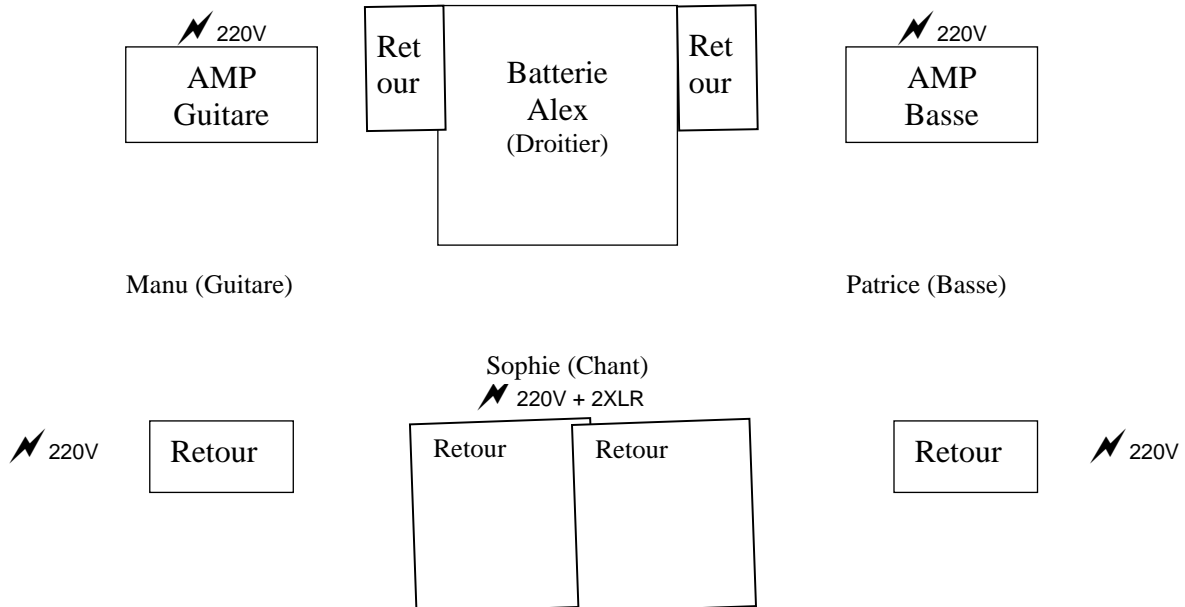 220V
220V
AMP
Guitare
Ret
our
Batterie
Alex
(Droitier)
Ret
our
AMP
Basse
Manu (Guitare)
Patrice (Basse)
Sophie (Chant)
220V + 2XLR
220V
Retour
Retour
Retour
Retour
220V